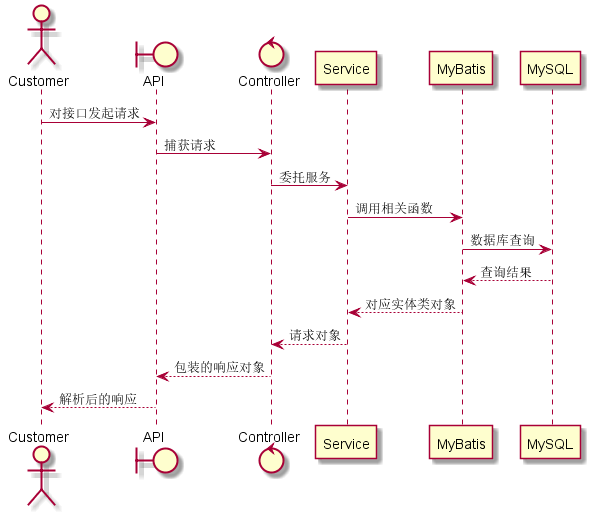 Customer
API
Controller
Service
MyBatis
MySQL
对接口发起请求
捕获请求
委托服务
调用相关函数
数据库查询
查询结果
对应实体类对象
请求对象
包装的响应对象
解析后的响应
Customer
API
Controller
Service
MyBatis
MySQL